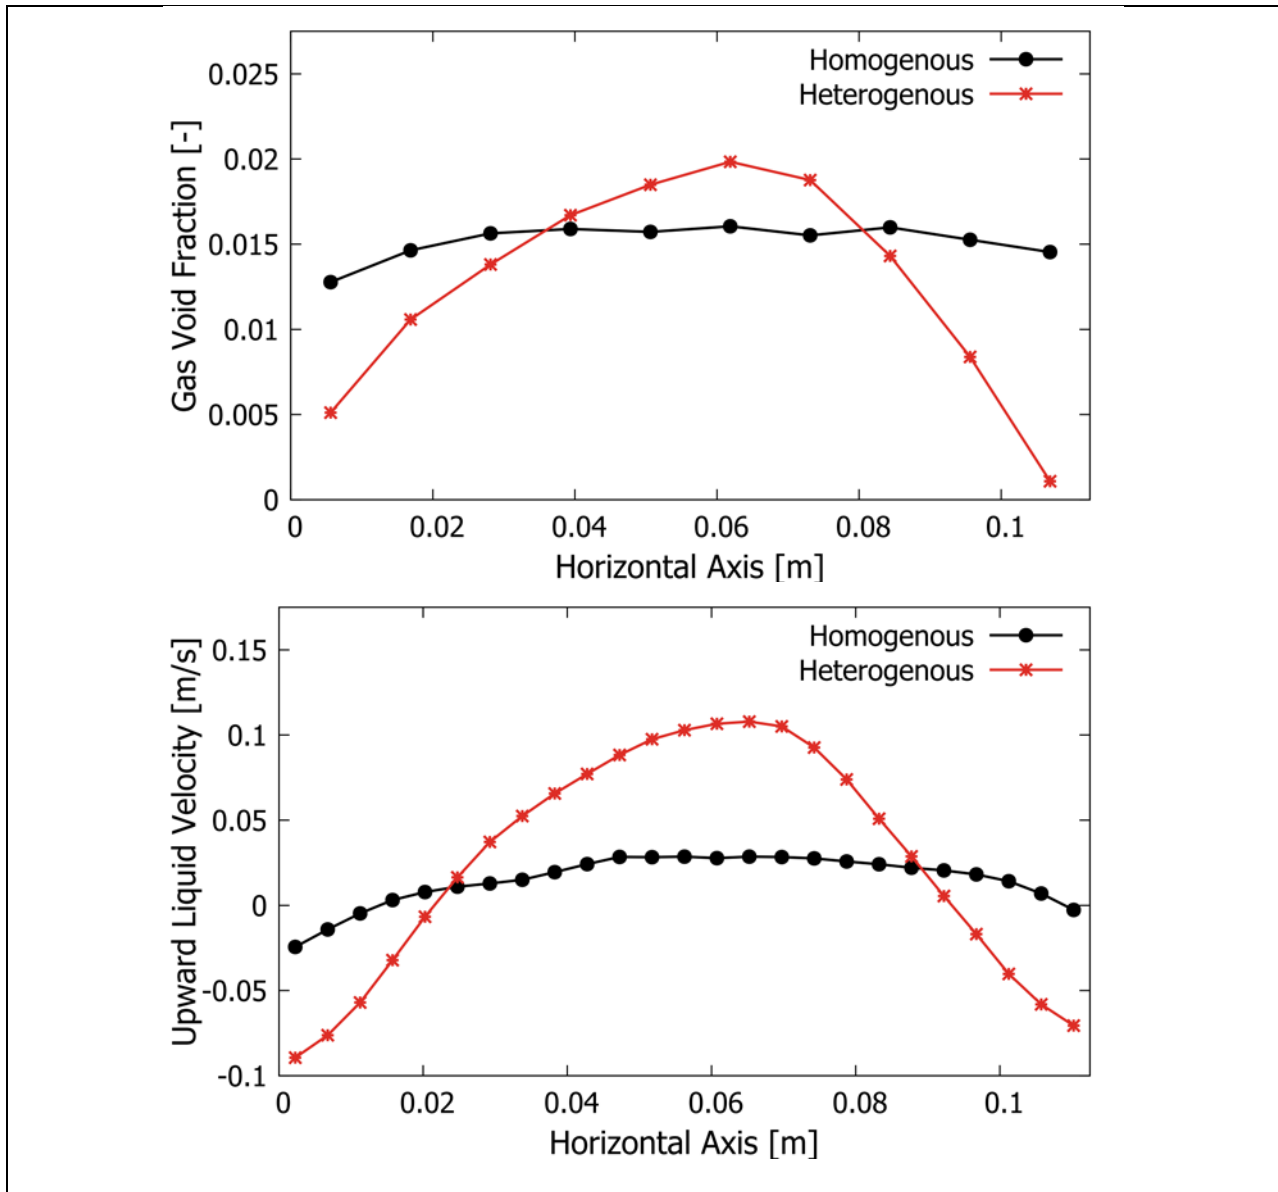 Homogenous
Heterogenous
0.025
0.02
0.015
0.01
0.005
0
Gas Void Fraction [-]
0 0.02 0.04 0.06 0.08 0.1
Horizontal Axis [m]
Homogenous
Heterogenous
0.15
0.1
0.05
0
-0.05
-0.1
Upward Liquid Velocity [m/s]
0 0.02 0.04 0.06 0.08 0.1
Horizontal Axis [m]